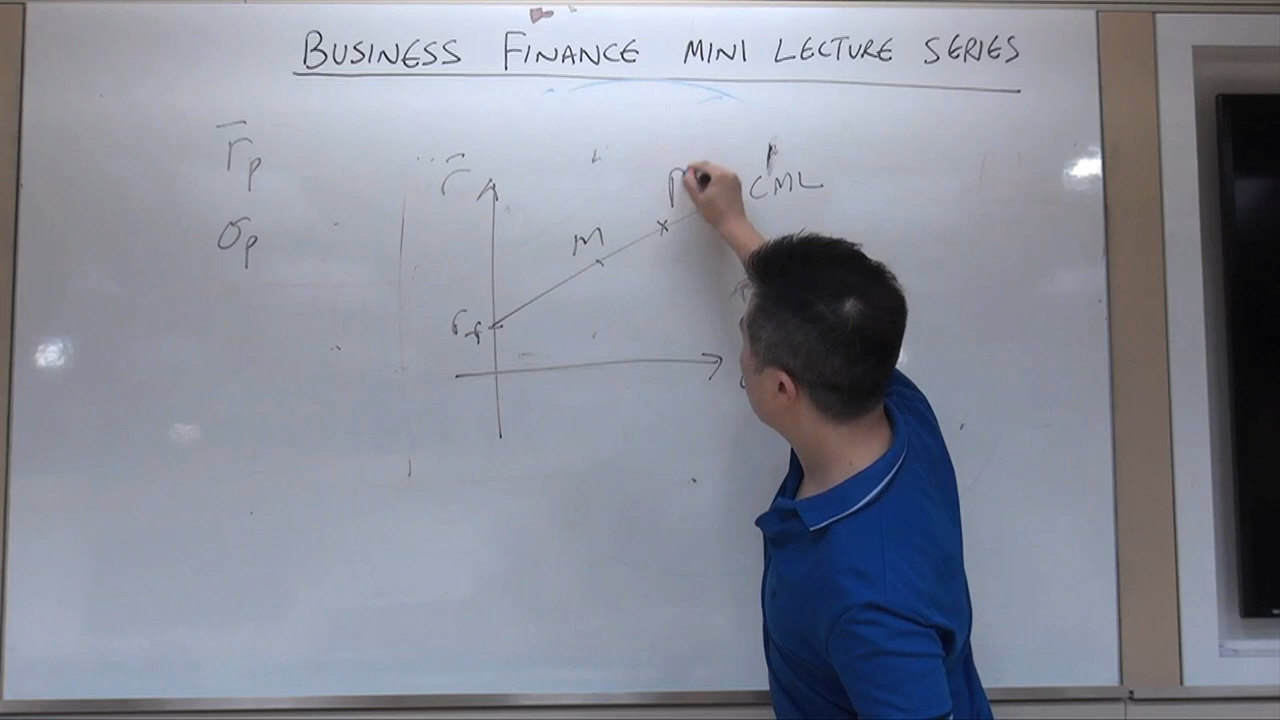 BUSINESS FINANCE MINI LECTURE SERIES
r̄p
r̄
P
CML
σp
M
rf